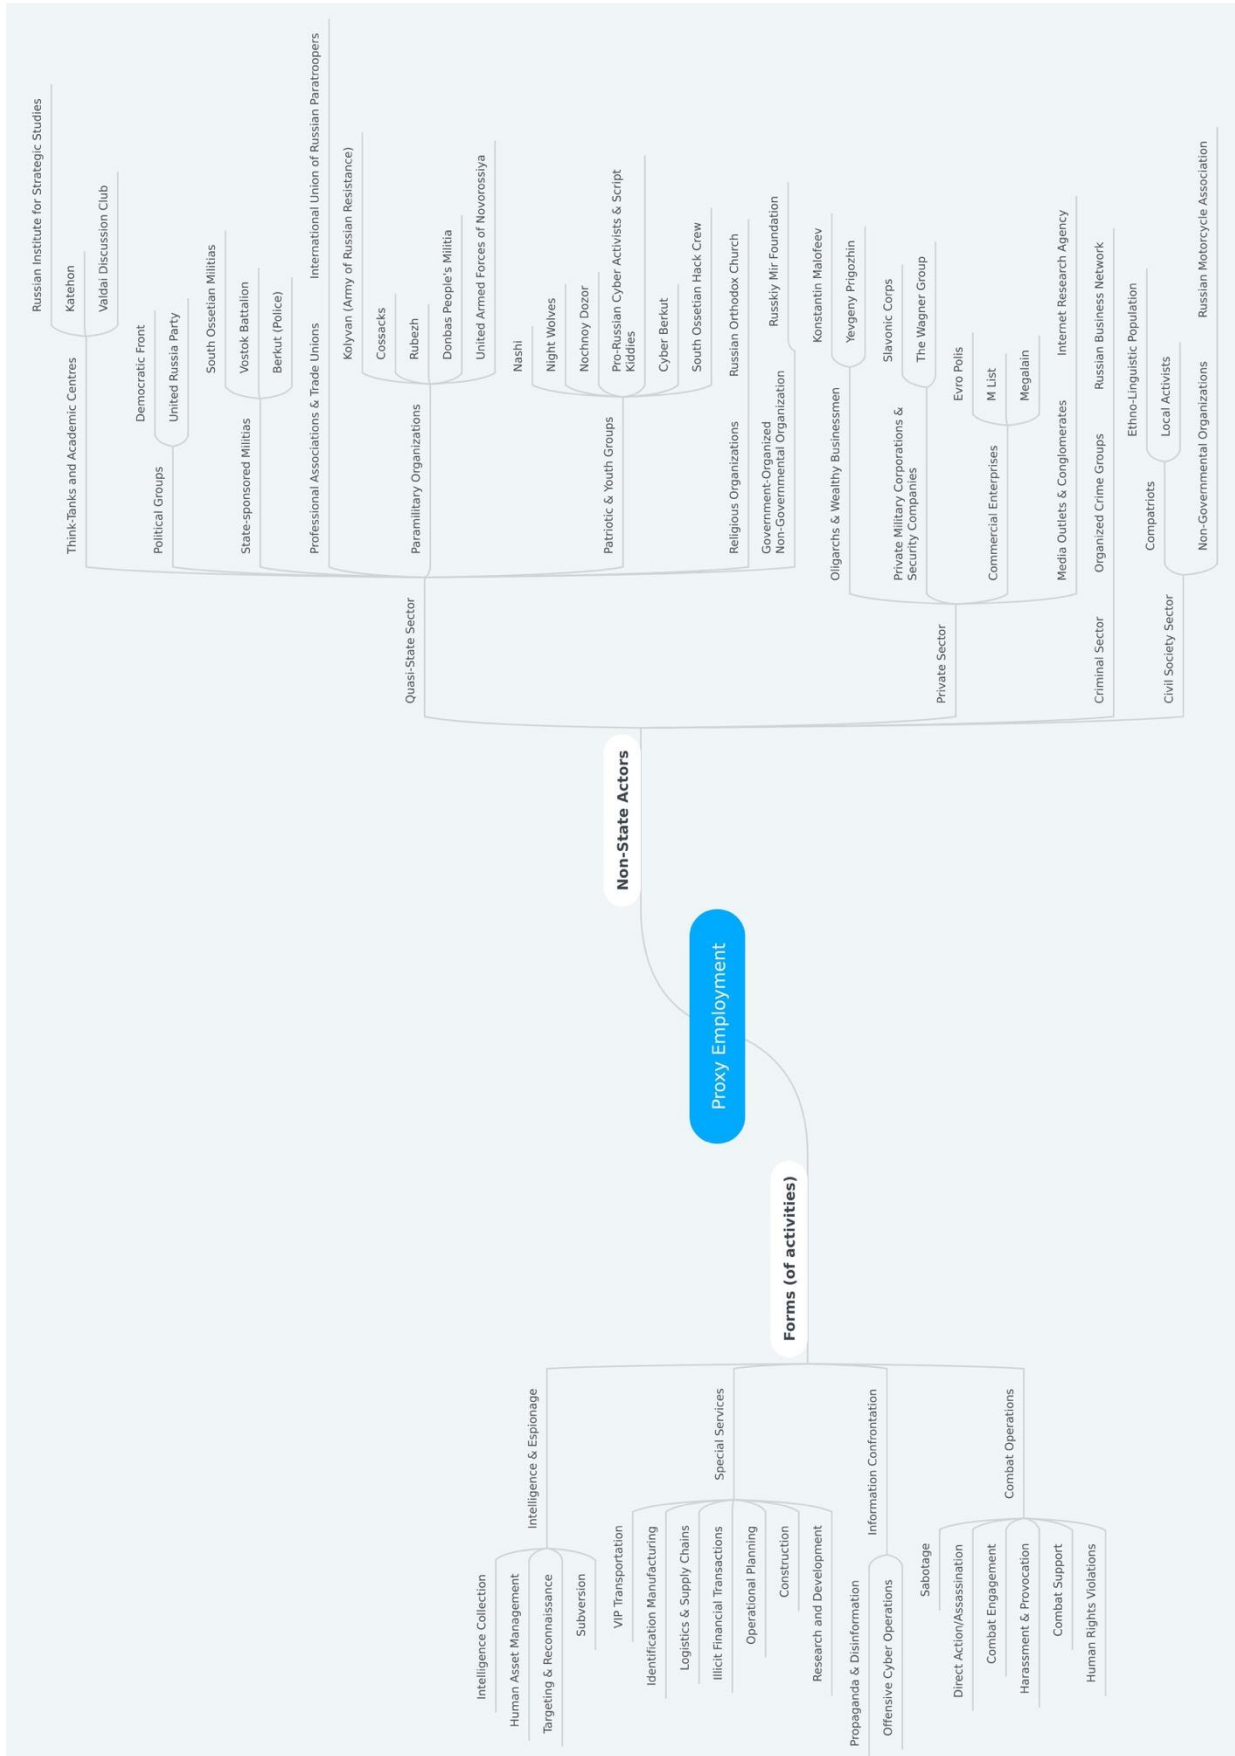 Proxy Employment
Non-State Actors
Quasi-State Sector
Think-Tanks and Academic Centres
Russian Institute for Strategic Studies
Katehon
Valdai Discussion Club
Political Groups
Democratic Front
United Russia Party
State-sponsored Militias
South Ossetian Militias
Vostok Battalion
Berkut (Police)
Professional Associations & Trade Unions
International Union of Russian Paratroopers
Paramilitary Organizations
Kolyvan (Army of Russian Resistance)
Cossacks
Rubezh
Donbas People's Militia
United Armed Forces of Novorossiya
Patriotic & Youth Groups
Nashi
Night Wolves
Nochnoy Dozor
Pro-Russian Cyber Activists & Script
Kiddies
Cyber Berkut
South Ossetian Hack Crew
Religious Organizations
Russian Orthodox Church
Government-Organized
Non-Governmental Organization
Russkiy Mir Foundation
Private Sector
Oligarchs & Wealthy Businessmen
Konstantin Malofeev
Yevgeny Prigozhin
Private Military Corporations &
Security Companies
Slavonic Corps
The Wagner Group
Commercial Enterprises
Evro Polis
M List
Megalain
Media Outlets & Conglomerates
Internet Research Agency
Criminal Sector
Organized Crime Groups
Russian Business Network
Civil Society Sector
Compatriots
Ethno-Linguistic Population
Local Activists
Non-Governmental Organizations
Russian Motorcycle Association
Forms (of activities)
Intelligence & Espionage
Intelligence Collection
Human Asset Management
Targeting & Reconnaissance
Subversion
Special Services
VIP Transportation
Identification Manufacturing
Logistics & Supply Chains
Illicit Financial Transactions
Operational Planning
Construction
Research and Development
Information Confrontation
Propaganda & Disinformation
Offensive Cyber Operations
Combat Operations
Sabotage
Direct Action/Assassination
Combat Engagement
Harassment & Provocation
Combat Support
Human Rights Violations